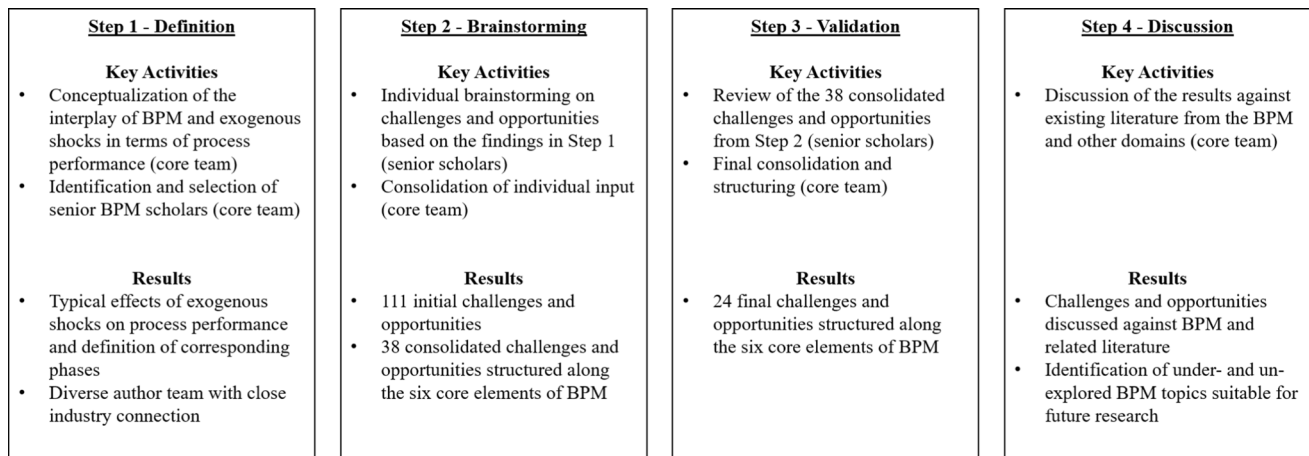 Step 1 - Definition
Key Activities
• Conceptualization of the
interplay of BPM and exogenous
shocks in terms of process
performance (core team)
• Identification and selection of
senior BPM scholars (core team)
Results
• Typical effects of exogenous
shocks on process performance
and definition of corresponding
phases
• Diverse author team with close
industry connection
Step 2 - Brainstorming
Key Activities
• Individual brainstorming on
challenges and opportunities
based on the findings in Step 1
(senior scholars)
• Consolidation of individual input
(core team)
Results
• 111 initial challenges and
opportunities
• 38 consolidated challenges and
opportunities structured along
the six core elements of BPM
Step 3 - Validation
Key Activities
• Review of the 38 consolidated
challenges and opportunities
from Step 2 (senior scholars)
• Final consolidation and
structuring (core team)
Results
• 24 final challenges and
opportunities structured along
the six core elements of BPM
Step 4 - Discussion
Key Activities
• Discussion of the results against
existing literature from the BPM
and other domains (core team)
Results
• Challenges and opportunities
discussed against BPM and
related literature
• Identification of under- and un-
explored BPM topics suitable for
future research